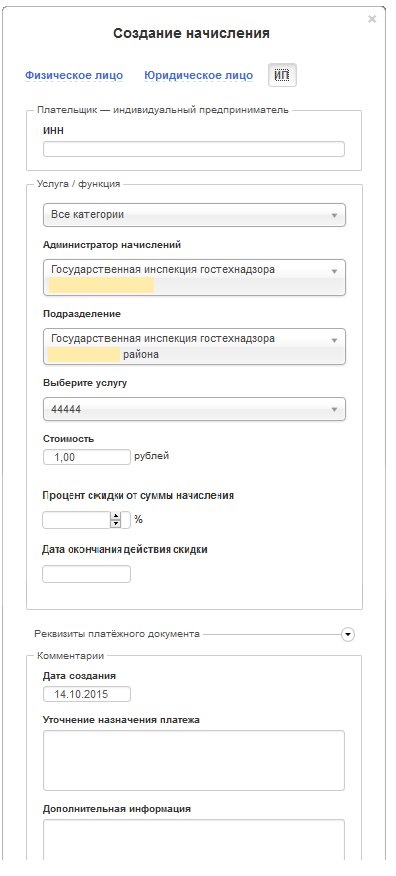 Создание начисления
Физическое лицо Юридическое лицо ИП
Плательщик — индивидуальный предприниматель
ИНН
Услуга / функция
Все категории
Администратор начислений
Государственная инспекция гостехнадзора
Подразделение
Государственная инспекция гостехнадзора
района
Выберите услугу
44444
Стоимость
1,00 рублей
Процент скидки от суммы начисления
%
Дата окончания действия скидки
Реквизиты платёжного документа
Комментарии
Дата создания
14.10.2015
Уточнение назначения платежа
Дополнительная информация